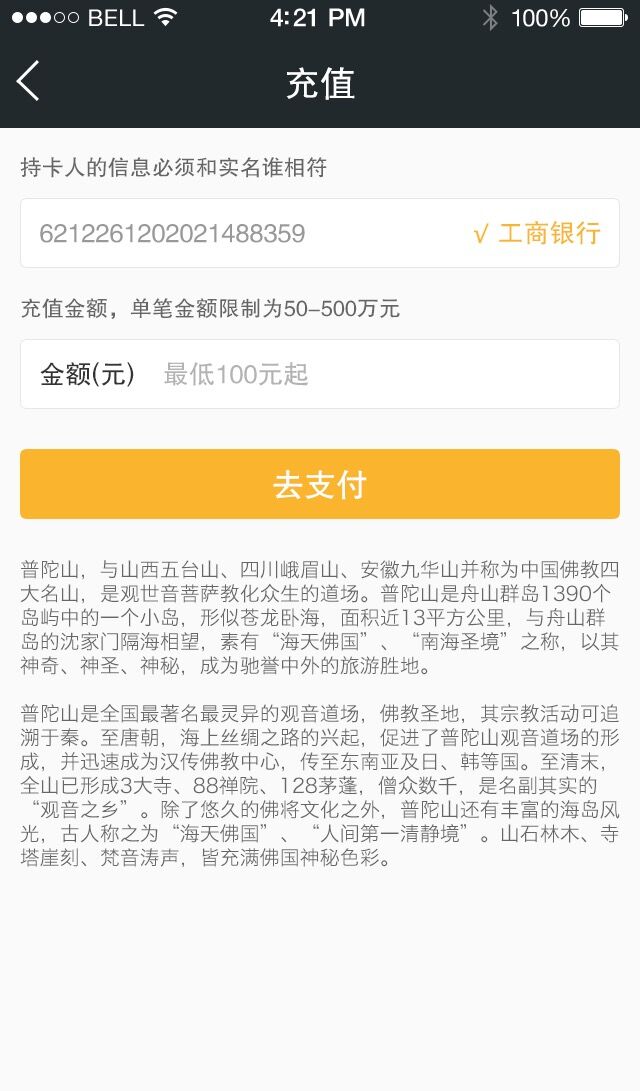 BELL 4:21 PM 100%
充值
持卡人的信息必须和实名谁相符
6212261202021488359 √ 工商银行
充值金额，单笔金额限制为50-500万元
金额(元) 最低100元起
去支付
普陀山，与山西五台山、四川峨眉山、安徽九华山并称为中国佛教四
大名山，是观世音菩萨教化众生的道场。普陀山是舟山群岛1390个
岛屿中的一个小岛，形似苍龙卧海，面积近13平方公里，与舟山群
岛的沈家门隔海相望，素有“海天佛国”、“南海圣境”之称，以其
神奇、神圣、神秘，成为驰誉中外的旅游胜地。
普陀山是全国最著名最灵异的观音道场，佛教圣地，其宗教活动可追
溯于秦。至唐朝，海上丝绸之路的兴起，促进了普陀山观音道场的形
成，并迅速成为汉传佛教中心，传至东南亚及日、韩等国。至清末，
全山已形成3大寺、88禅院、128茅蓬，僧众数千，是名副其实的
“观音之乡”。除了悠久的佛将文化之外，普陀山还有丰富的海岛风
光，古人称之为“海天佛国”、“人间第一清静境”。山石林木、寺
塔崖刻、梵音涛声，皆充满佛国神秘色彩。